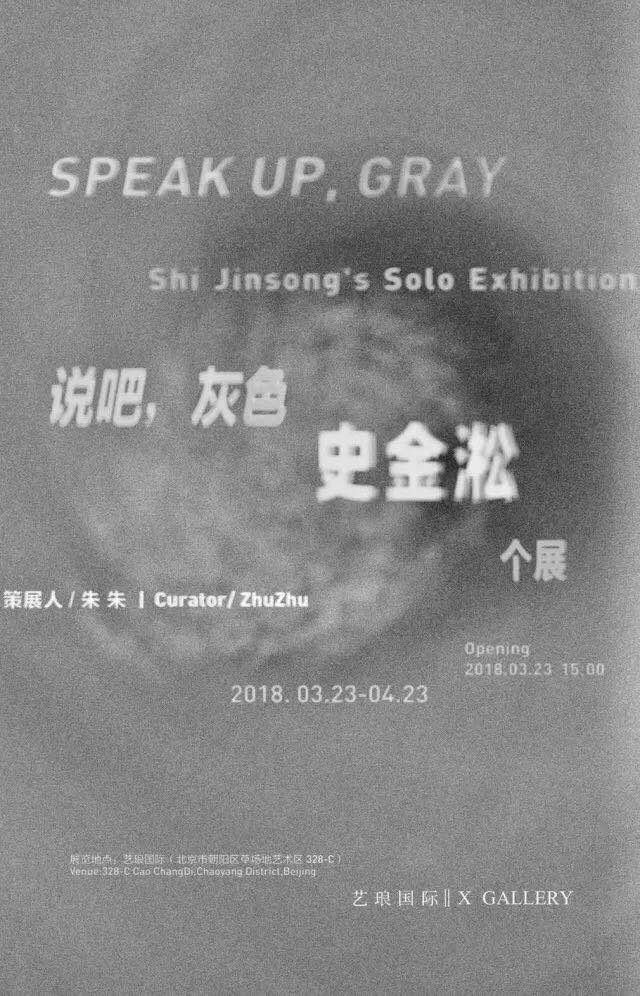 SPEAK UP, GRAY
Shi Jinsong's Solo Exhibition
说吧，灰色
史金淞
个展
策展人/朱 朱 | Curator/ ZhuZhu
Opening
2018.03.23 15.00
2018. 03.23-04.23
展览地点：艺琅国际（北京市朝阳区草场地艺术区 328-C）
Venue:328-C Cao ChangDi,Chaoyang District,Beijing
艺琅国际‖X GALLERY